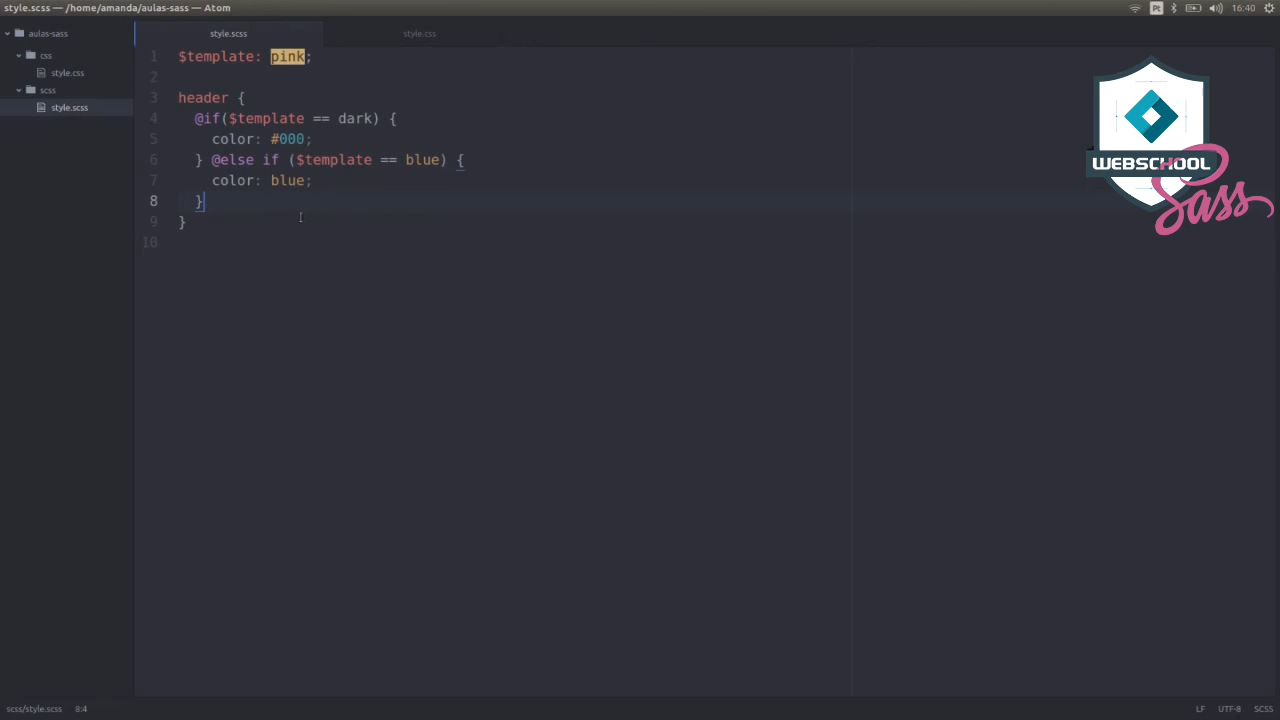 style.scss — /home/amanda/aulas-sass — Atom
Pt
16:40
aulas-sass
css
style.css
scss
style.scss
style.scss
style.css
1 $template: pink;
2
3 header {
4 @if($template == dark) {
5 color: #000;
6 } @else if ($template == blue) {
7 color: blue;
8 }
9 }
10
WEBSCHOOL
Sass
scss/style.scss 8:4
LF UTF-8 SCSS